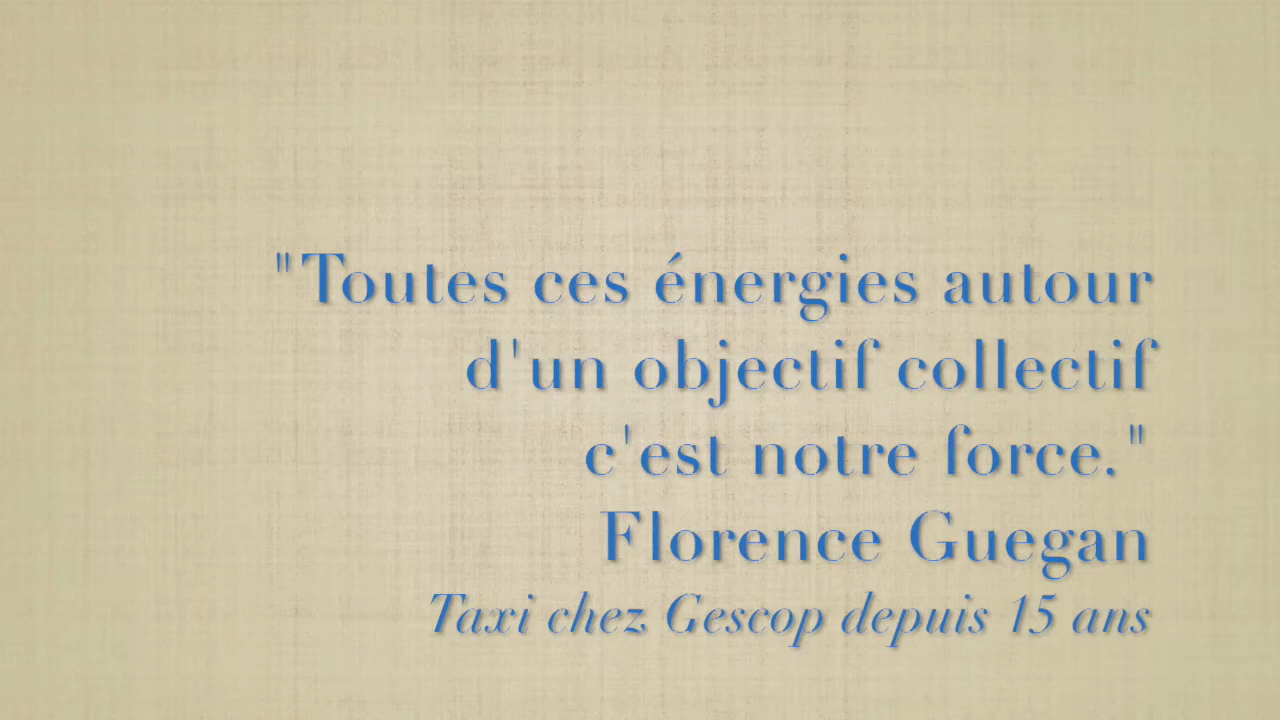 "Toutes ces énergies autour
d'un objectif collectif
c'est notre force."
Florence Guegan
Taxi chez Gescop depuis 15 ans